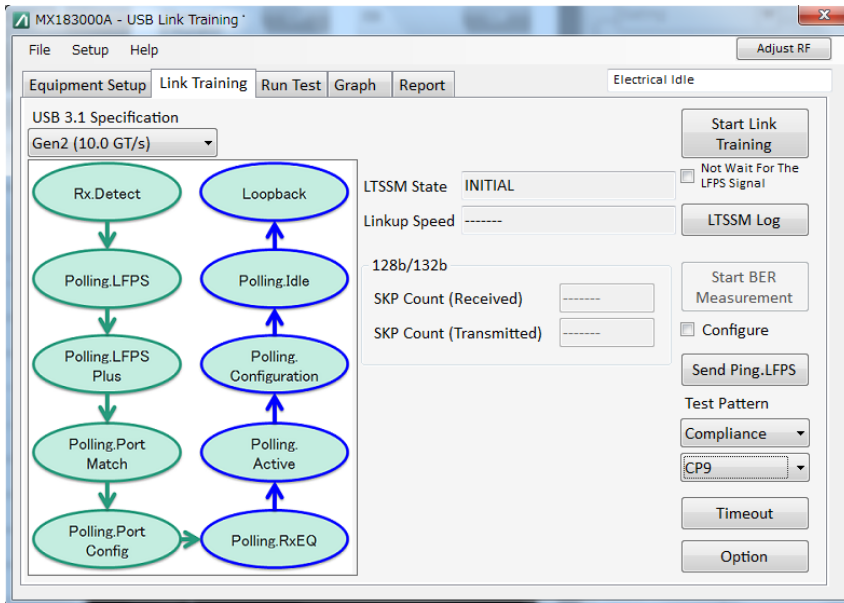 MX183000A - USB Link Training
File Setup Help
Adjust RF
Equipment Setup Link Training Run Test Graph Report
Electrical Idle
USB 3.1 Specification
Gen2 (10.0 GT/s)
Rx.Detect
Polling.LFPS
Polling.LFPS
Plus
Polling.Port
Match
Polling.Port
Config
Loopback
Polling.Idle
Polling.
Configuration
Polling.
Active
Polling.RxEQ
LTSSM State INITIAL
Linkup Speed -------
128b/132b
SKP Count (Received) -------
SKP Count (Transmitted) -------
Start Link
Training
Not Wait For The
LFPS Signal
LTSSM Log
Start BER
Measurement
Configure
Send Ping.LFPS
Test Pattern
Compliance
CP9
Timeout
Option